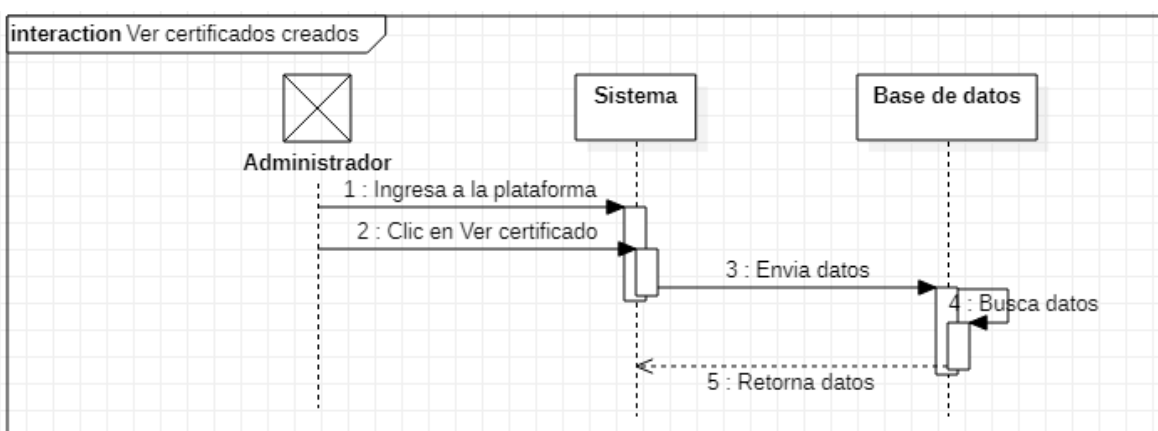 interaction Ver certificados creados
Sistema
Base de datos
Administrador
1 : Ingresa a la plataforma
2 : Clic en Ver certificado
3 : Envia datos
4 : Busca datos
5 : Retorna datos